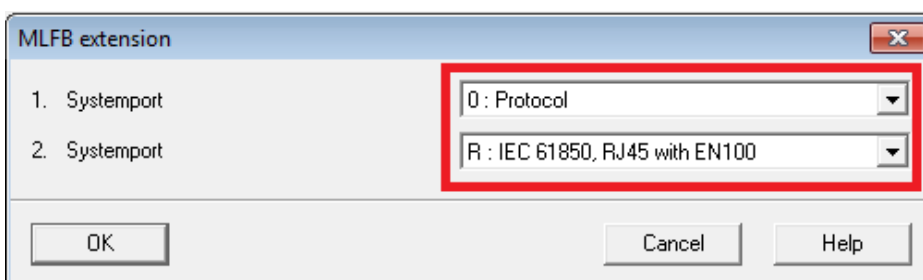 MLFB extension
1. Systemport 0 : Protocol
2. Systemport R : IEC 61850, RJ45 with EN100
OK Cancel Help